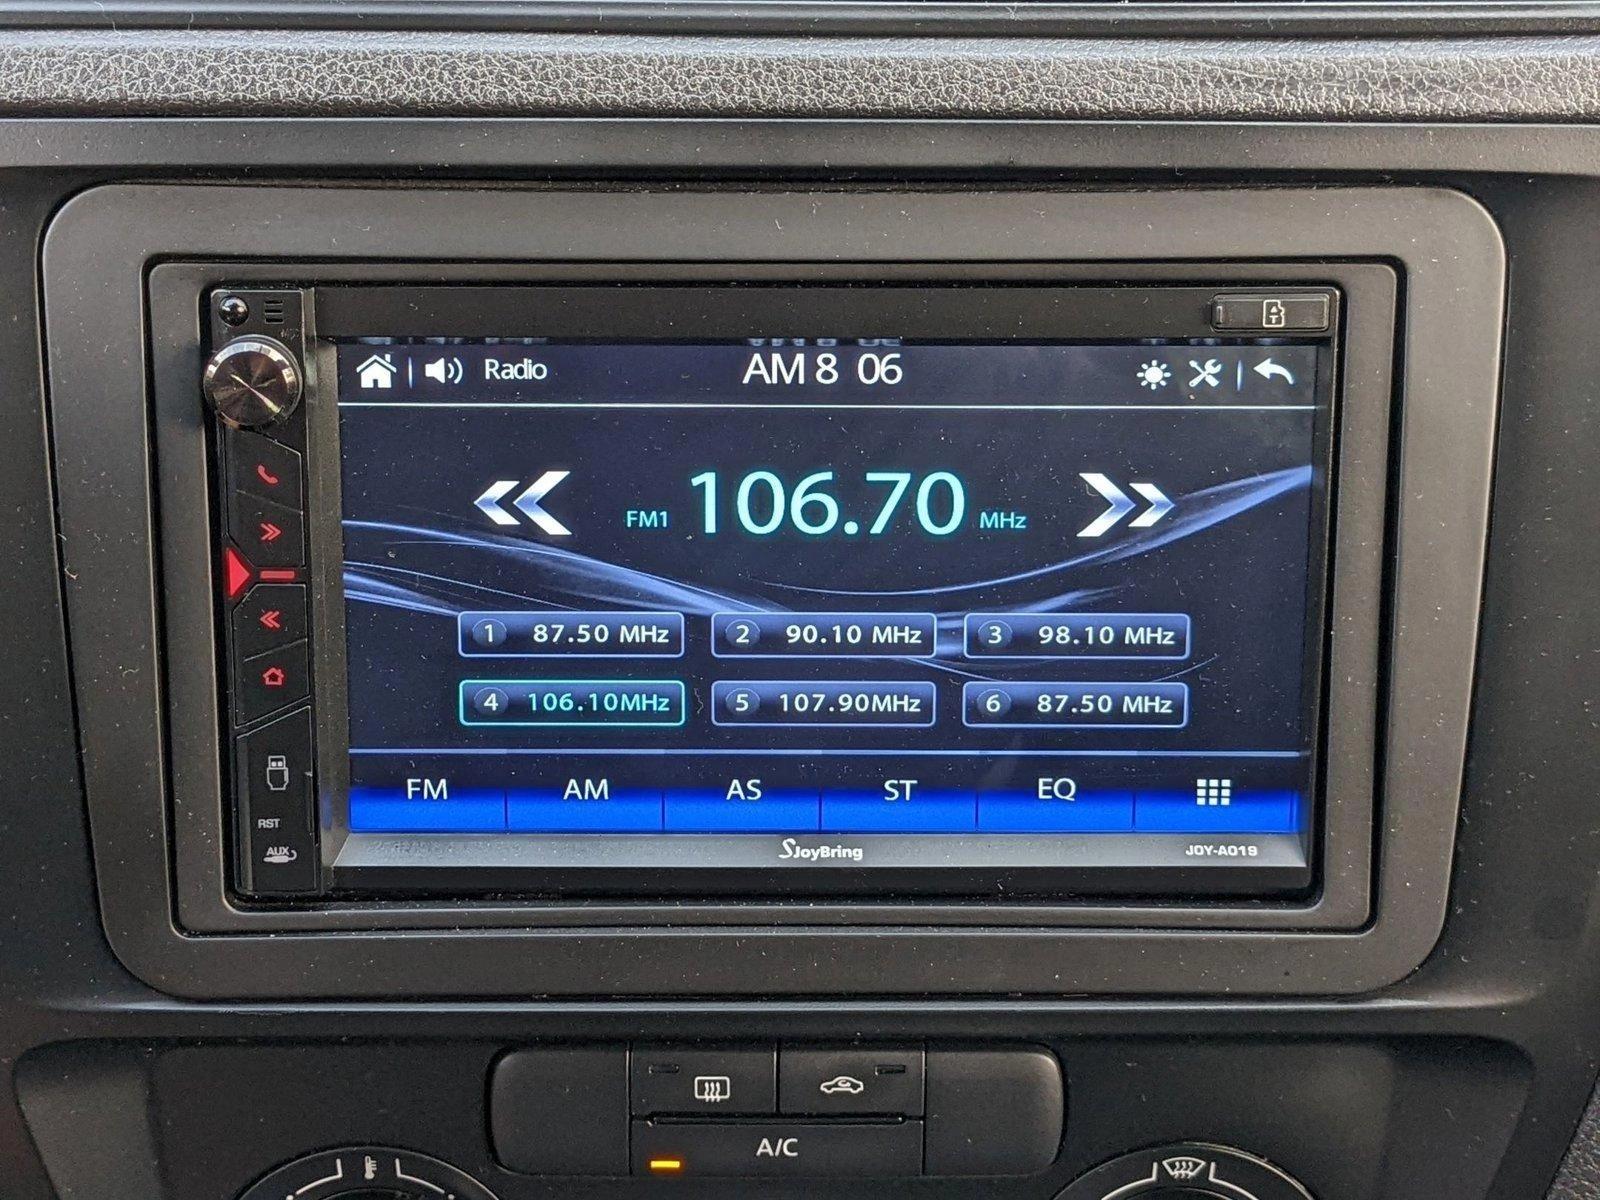 Radio AM 8 06
FM1 106.70 MHz
1 87.50 MHz 2 90.10 MHz 3 98.10 MHz
4 106.10MHz 5 107.90MHz 6 87.50 MHz
FM AM AS ST EQ
RST
AUX
SJoyBring JOY-A019
A/C